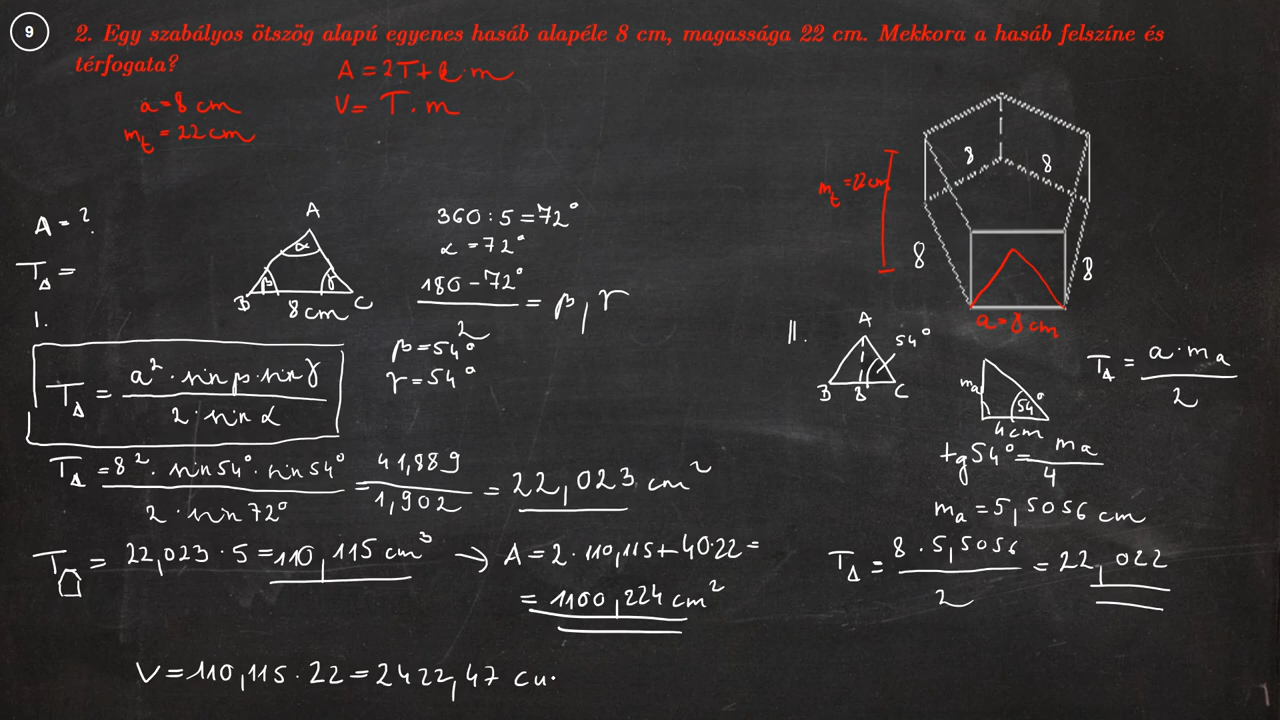 9
2. Egy szabályos ötszög alapú egyenes hasáb alapéle 8 cm, magassága 22 cm. Mekkora a hasáb felszíne és
térfogata?
A = 2T + k·m
V = T·m
a = 8 cm
m_t = 22 cm
8
8
m_t = 22 cm
8
8
a = 8 cm
A = ?
T_Δ =
A
α
β
γ
B
8 cm
C
360 : 5 = 72°
α = 72°
(180 - 72°) / 2 = β, γ
β = 54°
γ = 54°
I.
T_Δ = (a² · sin β · sin γ) / (2 · sin α)
T_Δ = (8² · sin 54° · sin 54°) / (2 · sin 72°) = 41,889 / 1,902 = 22,023 cm²
T⌂ = 22,023 · 5 = 110,115 cm³ → A = 2 · 110,115 + 40·22 =
= 1100,224 cm²
V = 110,115 · 22 = 2422,47 cm
II.
A
54°
B
8
C
m_a
54°
4 cm
T_Δ = (a · m_a) / 2
tg 54° = m_a / 4
m_a = 5,5056 cm
T_Δ = (8 · 5,5056) / 2 = 22,022